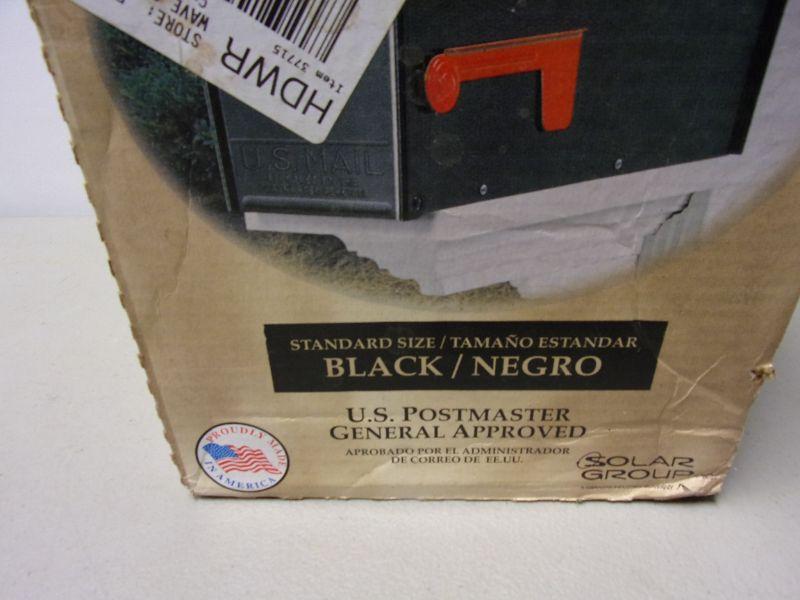 STORE:
WAVE
HDWR
Item 37715
U.S. MAIL
STANDARD SIZE / TAMAÑO ESTANDAR
BLACK / NEGRO
U.S. POSTMASTER
GENERAL APPROVED
APROBADO POR EL ADMINISTRADOR
DE CORREO DE EE.UU.
PROUDLY MADE
IN AMERICA
SOLAR
GROUP